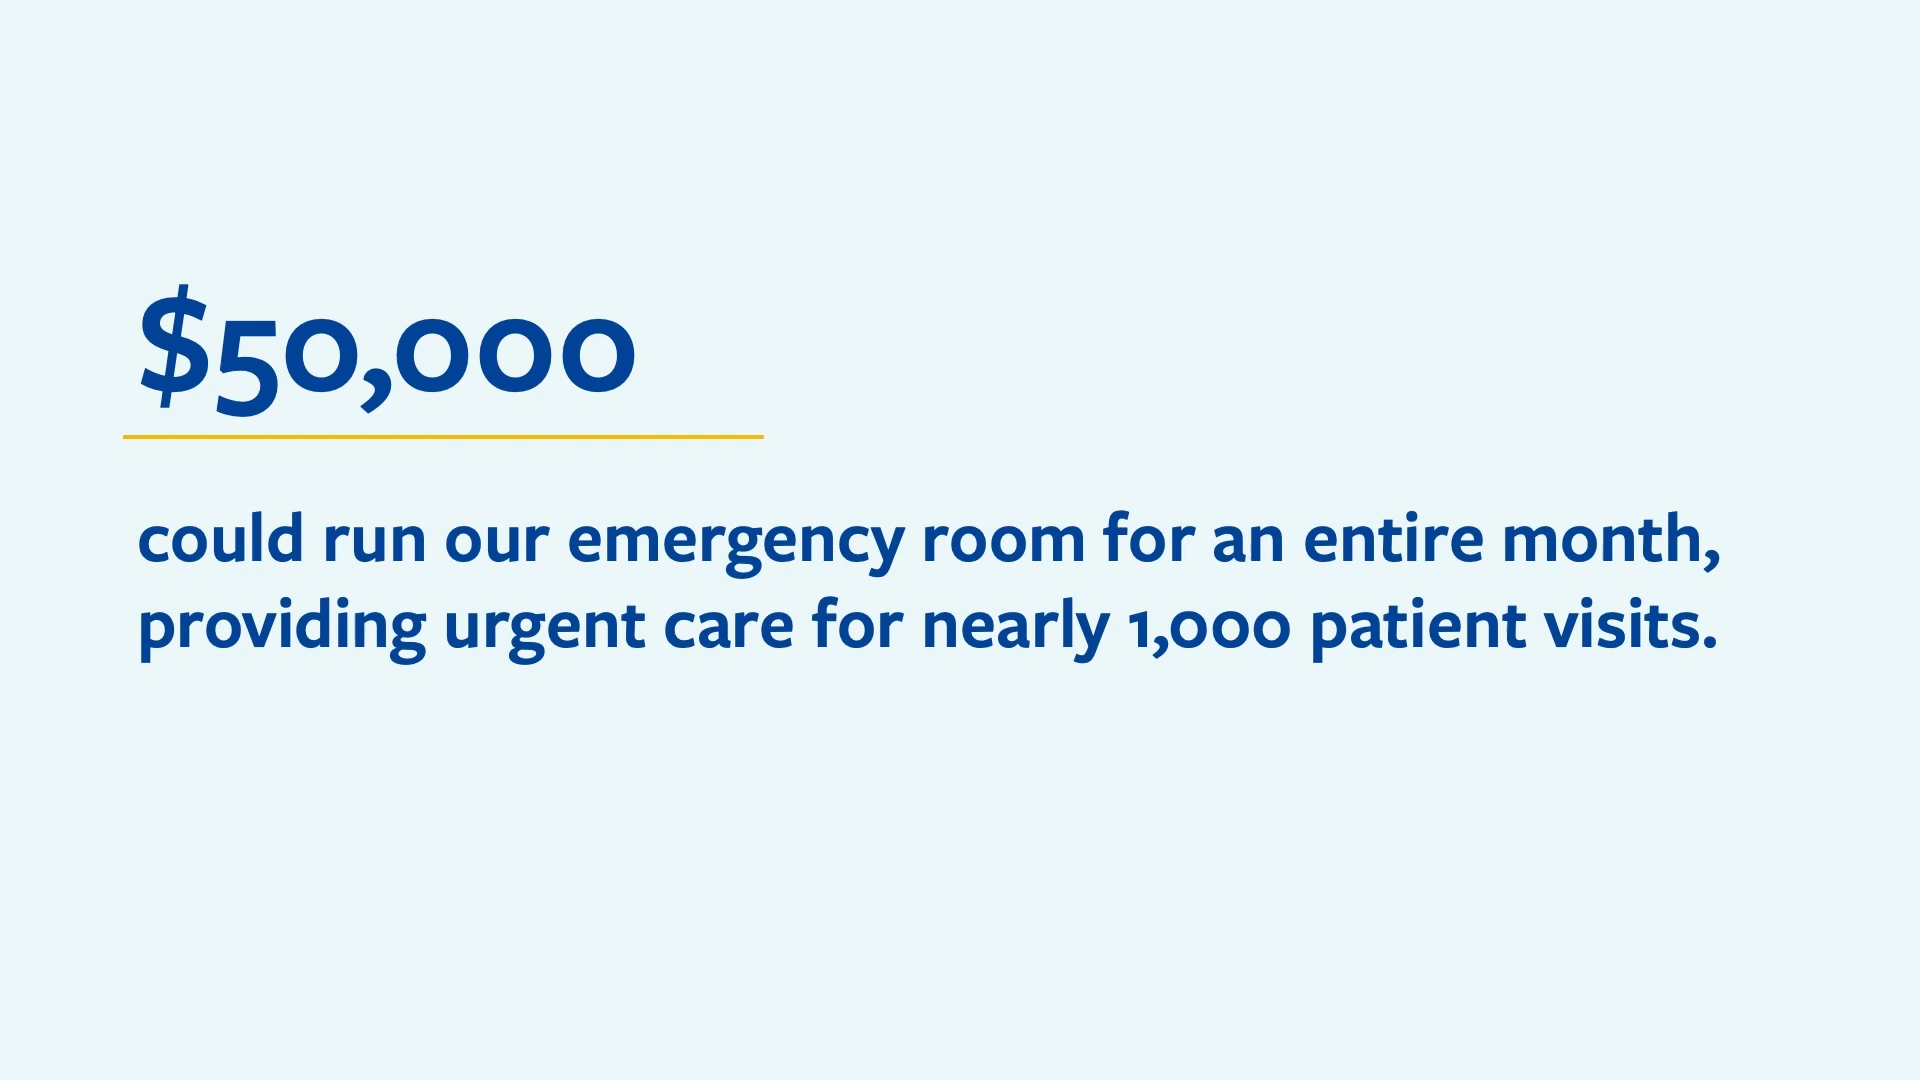 $50,000
could run our emergency room for an entire month,
providing urgent care for nearly 1,000 patient visits.